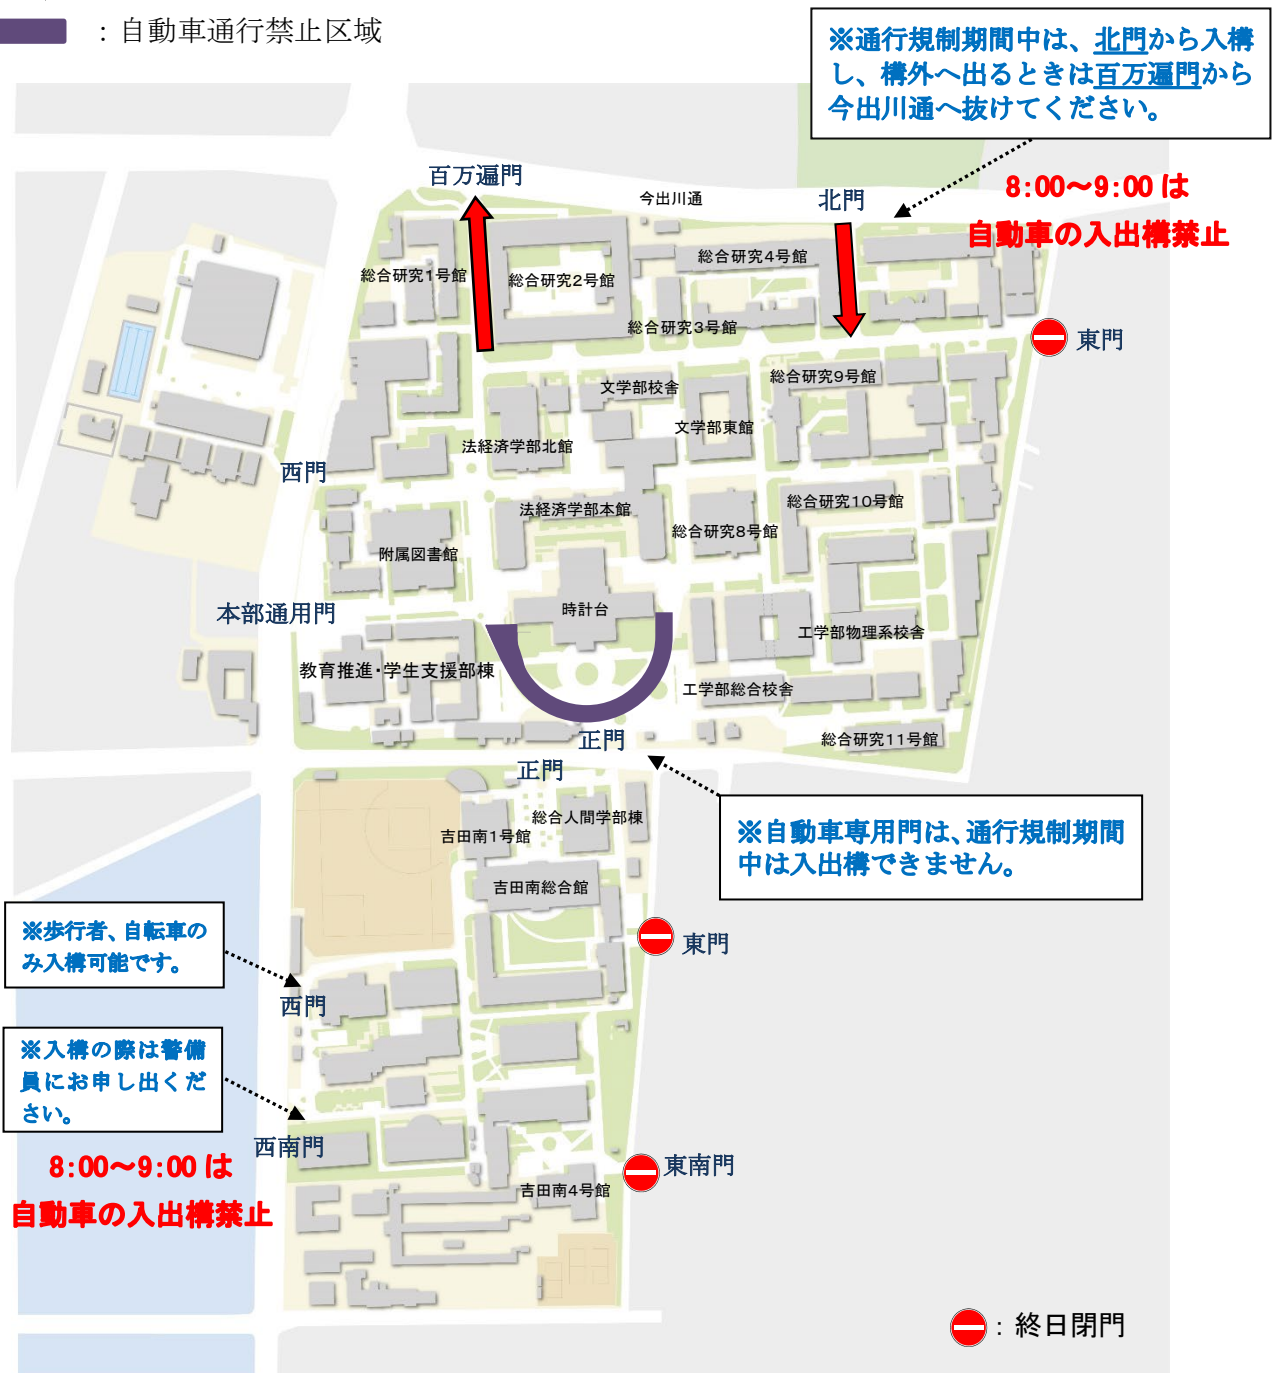 ：自動車通行禁止区域
※通行規制期間中は、北門から入構
し、構外へ出るときは百万遍門から
今出川通へ抜けてください。
百万遍門
今出川通
北門
8:00～9:00 は
自動車の入出構禁止
総合研究1号館
総合研究2号館
総合研究4号館
総合研究3号館
東門
文学部校舎
総合研究9号館
文学部東館
法経済学部北館
西門
法経済学部本館
総合研究10号館
総合研究8号館
附属図書館
本部通用門
時計台
工学部物理系校舎
教育推進・学生支援部棟
工学部総合校舎
正門
総合研究11号館
正門
総合人間学部棟
吉田南1号館
※自動車専用門は、通行規制期間
中は入出構できません。
吉田南総合館
※歩行者、自転車の
み入構可能です。
東門
西門
※入構の際は警備
員にお申し出くだ
さい。
西南門
8:00～9:00 は
自動車の入出構禁止
東南門
吉田南4号館
：終日閉門